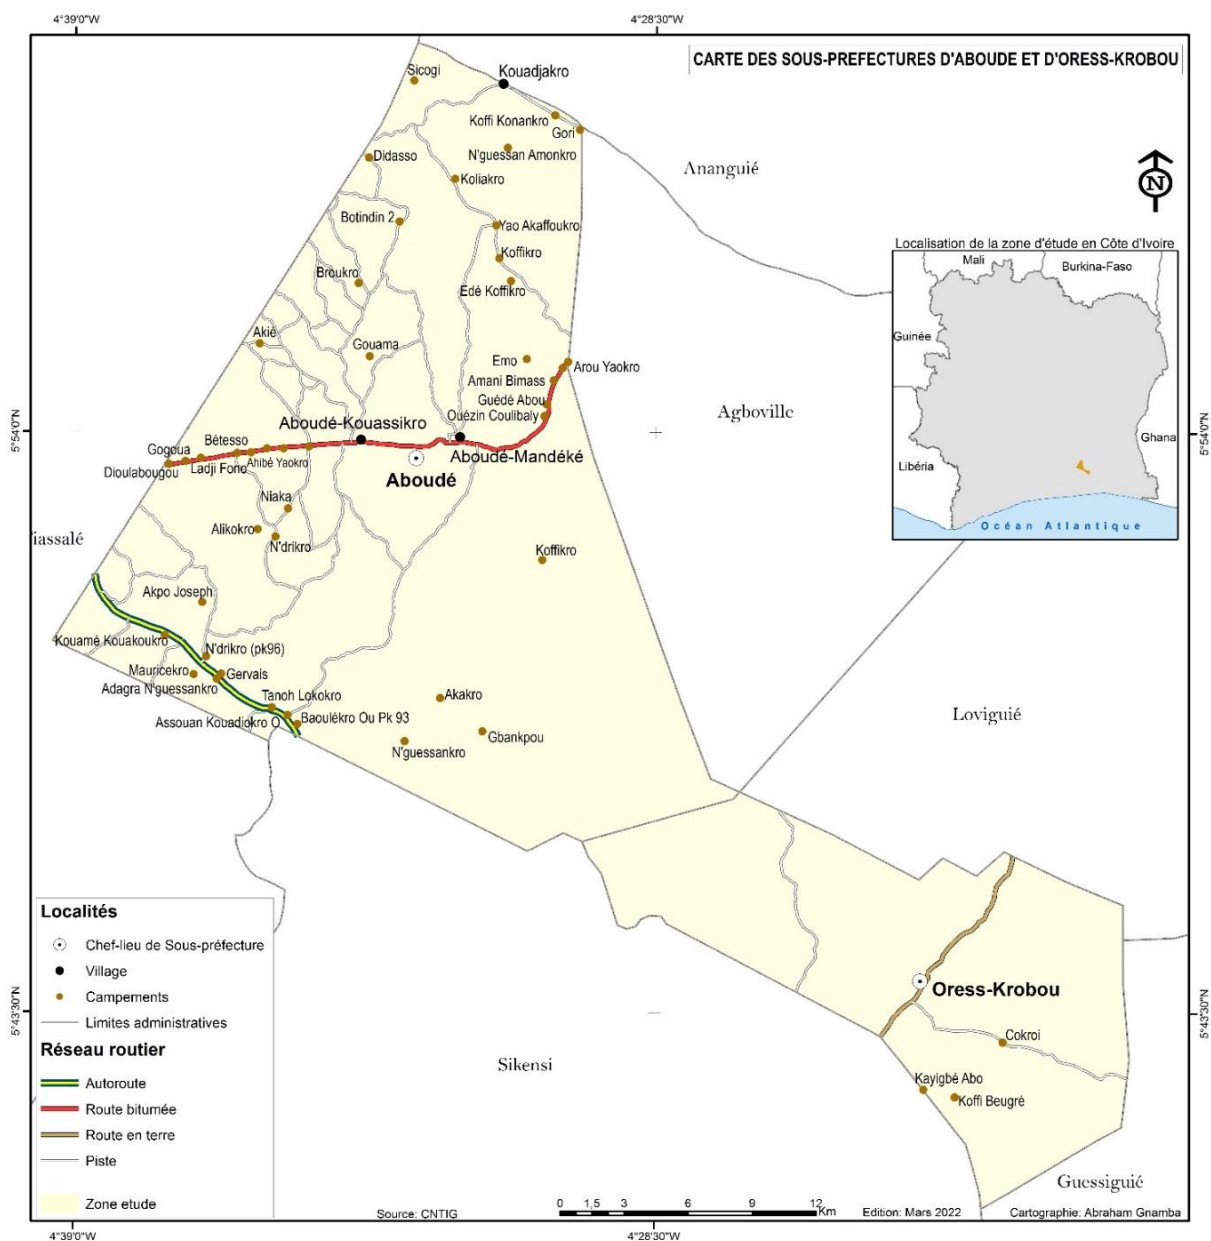 4°39'0"W
4°28'30"W
CARTE DES SOUS-PREFECTURES D'ABOUDE ET D'ORESS-KROBOU
Sicogi
Kouadjakro
Koffi Konankro
Gori
N'guessan Amonkro
Didasso
Ananguié
Koliakro
N
Botindin 2
Yao Akaffoukro
Localisation de la zone d'étude en Côte d'Ivoire
Koffikro
Mali
Burkina-Faso
Broukro
Edé Koffikro
Guinée
Akié
Gouama
Emo
Arou Yaokro
Amani Bimass
Guédé Abou
Agboville
Ouézin Coulibaly
5°54'0"N
5°54'0"N
Aboudé-Kouassikro
Ghana
Bétesso
Gogoua
Aboudé-Mandéké
Ladji Fono
Ahibé Yaokro
Dioulabougou
Libéria
Aboudé
Niaka
Océan Atlantique
Alikokro
iassalé
N'drikro
Koffikro
Akpo Joseph
Kouamé Kouakoukro
N'drikro (pk96)
Mauricekro
Gervais
Adagra N'guessankro
Tanoh Lokokro
Akakro
Loviguié
Assouan Kouadiokro O
Baoulékro Ou Pk 93
Gbankpou
N'guessankro
Localités
Chef-lieu de Sous-préfecture
Village
Campements
Limites administratives
Réseau routier
Autoroute
Route bitumée
Route en terre
Piste
Zone etude
Oress-Krobou
5°43'30"N
5°43'30"N
Cokroi
Sikensi
Kayigbé Abo
Koffi Beugré
Guessiguié
0 1,5 3 6 9 12
Km
Source: CNTIG
Edition: Mars 2022
Cartographie: Abraham Gnamba
4°39'0"W
4°28'30"W